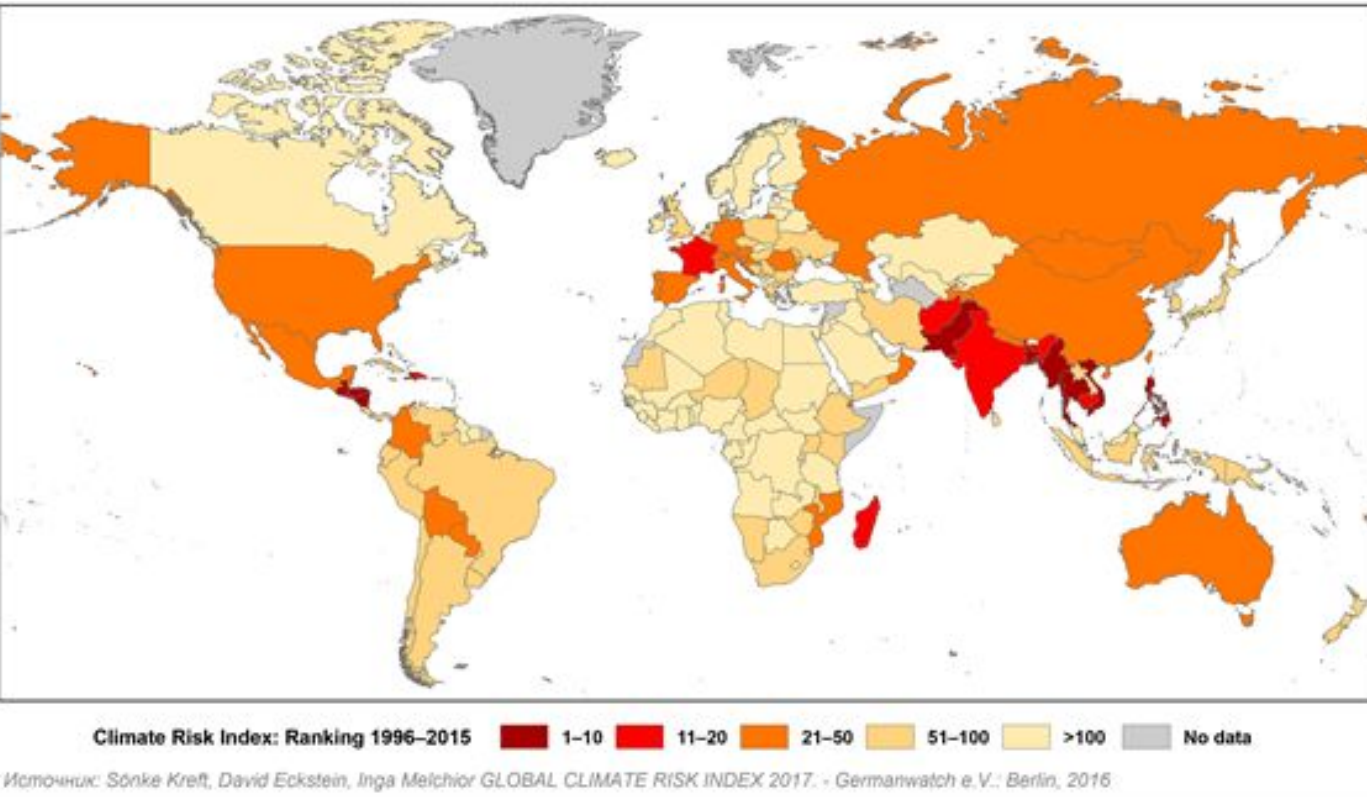 Climate Risk Index: Ranking 1996–2015 1–10 11–20 21–50 51–100 >100 No data
Источник: Sönke Kreft, David Eckstein, Inga Melchior GLOBAL CLIMATE RISK INDEX 2017. - Germanwatch e.V.: Berlin, 2016